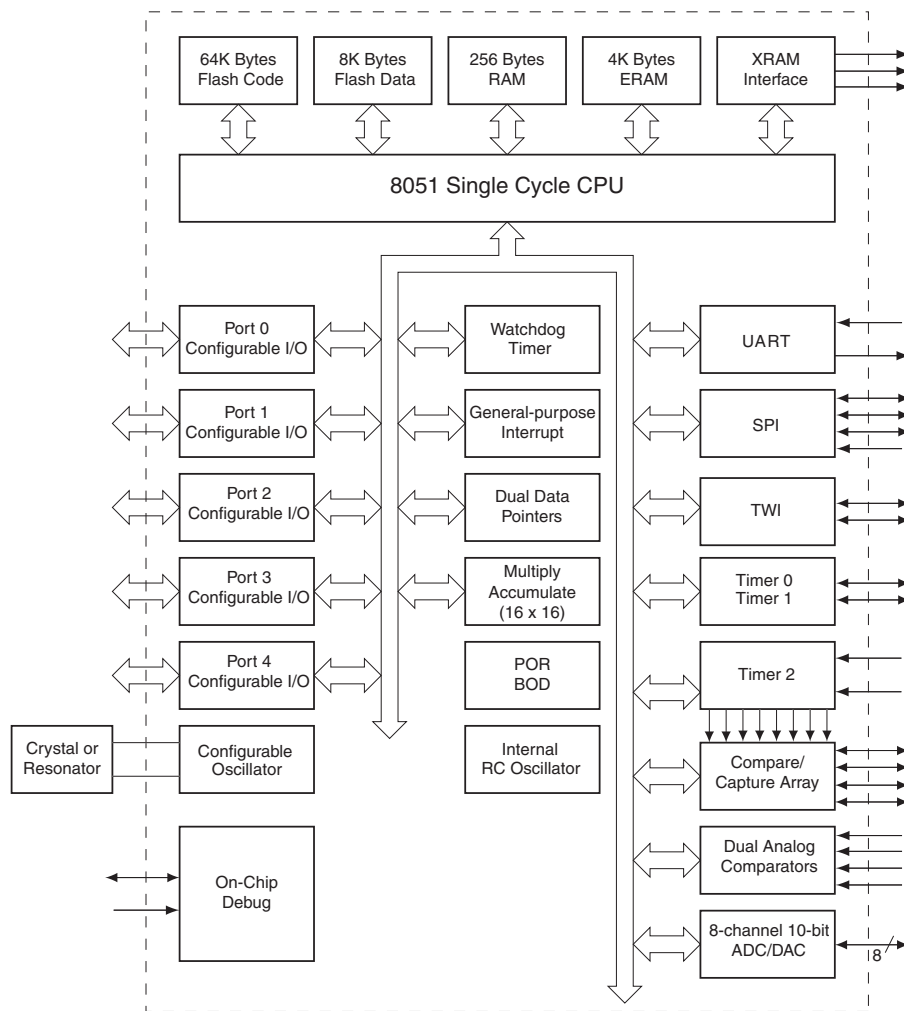 64K Bytes
Flash Code
8K Bytes
Flash Data
256 Bytes
RAM
4K Bytes
ERAM
XRAM
Interface
8051 Single Cycle CPU
Port 0
Configurable I/O
Watchdog
Timer
UART
Port 1
Configurable I/O
General-purpose
Interrupt
SPI
Port 2
Configurable I/O
Dual Data
Pointers
TWI
Port 3
Configurable I/O
Multiply
Accumulate
(16 x 16)
Timer 0
Timer 1
Port 4
Configurable I/O
POR
BOD
Timer 2
Crystal or
Resonator
Configurable
Oscillator
Internal
RC Oscillator
Compare/
Capture Array
On-Chip
Debug
Dual Analog
Comparators
8-channel 10-bit
ADC/DAC
8